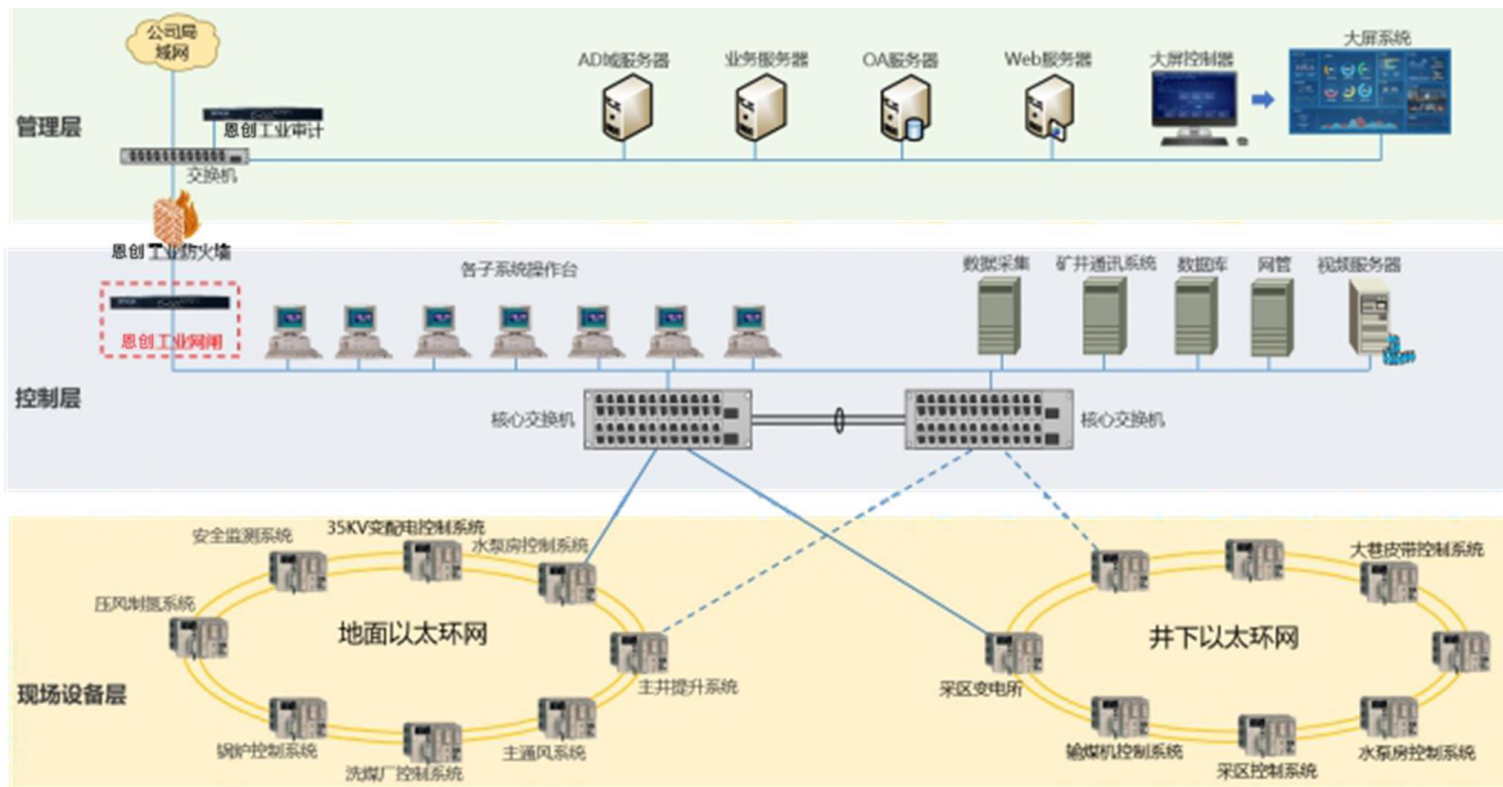 公司局
域网
管理层
恩创工业审计
交换机
AD域服务器
业务服务器
OA服务器
Web服务器
大屏控制器
大屏系统
恩创工业防火墙
恩创工业网闸
各子系统操作台
数据采集
矿井通讯系统
数据库
网管
视频服务器
控制层
核心交换机
核心交换机
现场设备层
安全监测系统
35KV变配电控制系统
水泵房控制系统
压风制氮系统
地面以太环网
主井提升系统
锅炉控制系统
洗煤厂控制系统
主通风系统
大巷皮带控制系统
井下以太环网
采区变电所
输煤机控制系统
采区控制系统
水泵房控制系统